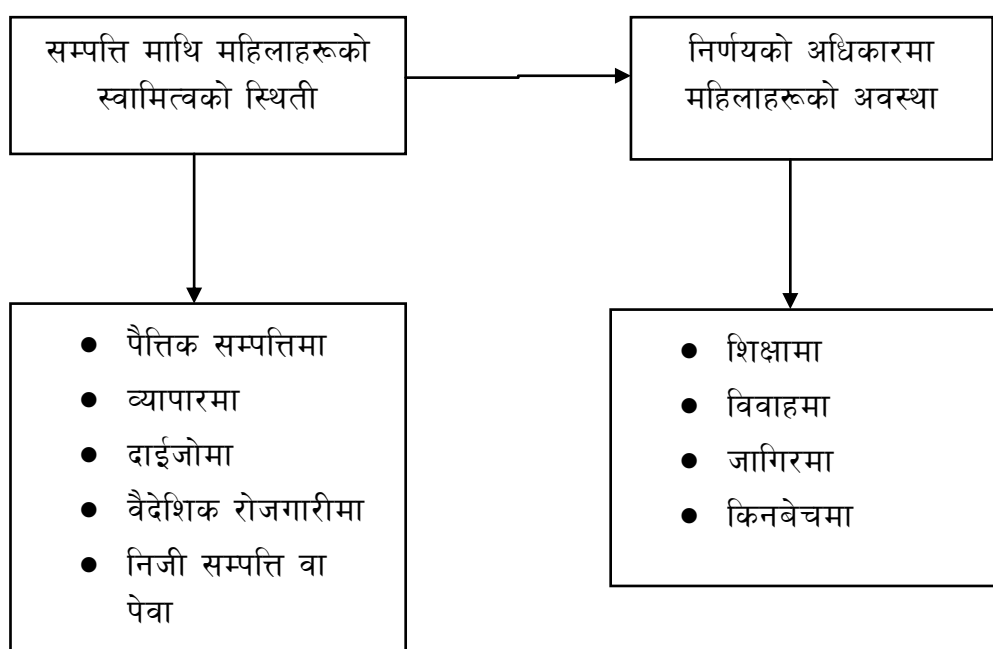 सम्पत्ति माथि महिलाहरूको
स्वामित्वको स्थिती
निर्णयको अधिकारमा
महिलाहरूको अवस्था
● पैत्तिक सम्पत्तिमा
● व्यापारमा
● दाईजोमा
● वैदेशिक रोजगारीमा
● निजी सम्पत्ति वा
पेवा
● शिक्षामा
● विवाहमा
● जागिरमा
● किनबेचमा